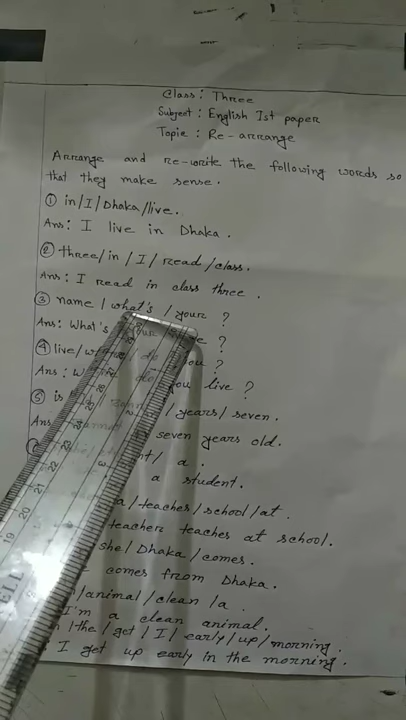 Class: Three
Subject: English Ist paper
Topic: Re-arrange
Arrange and re-write the following words so
that they make sense.
① in/I/Dhaka/live.
Ans: I live in Dhaka.
② three/in/I/read/class.
Ans: I read in class three.
③ name/what's/your?
Ans: What's ?
④ live/
Ans: you live?
⑤ is /years/seven.
Ans seven years old.
/a.
a student.
a/teaches/school/at.
teacher teaches at school.
she/Dhaka/comes.
comes from Dhaka.
/animal/clean/a.
I'm a clean animal.
/the/get/I/early/up/morning.
I get up early in the morning.